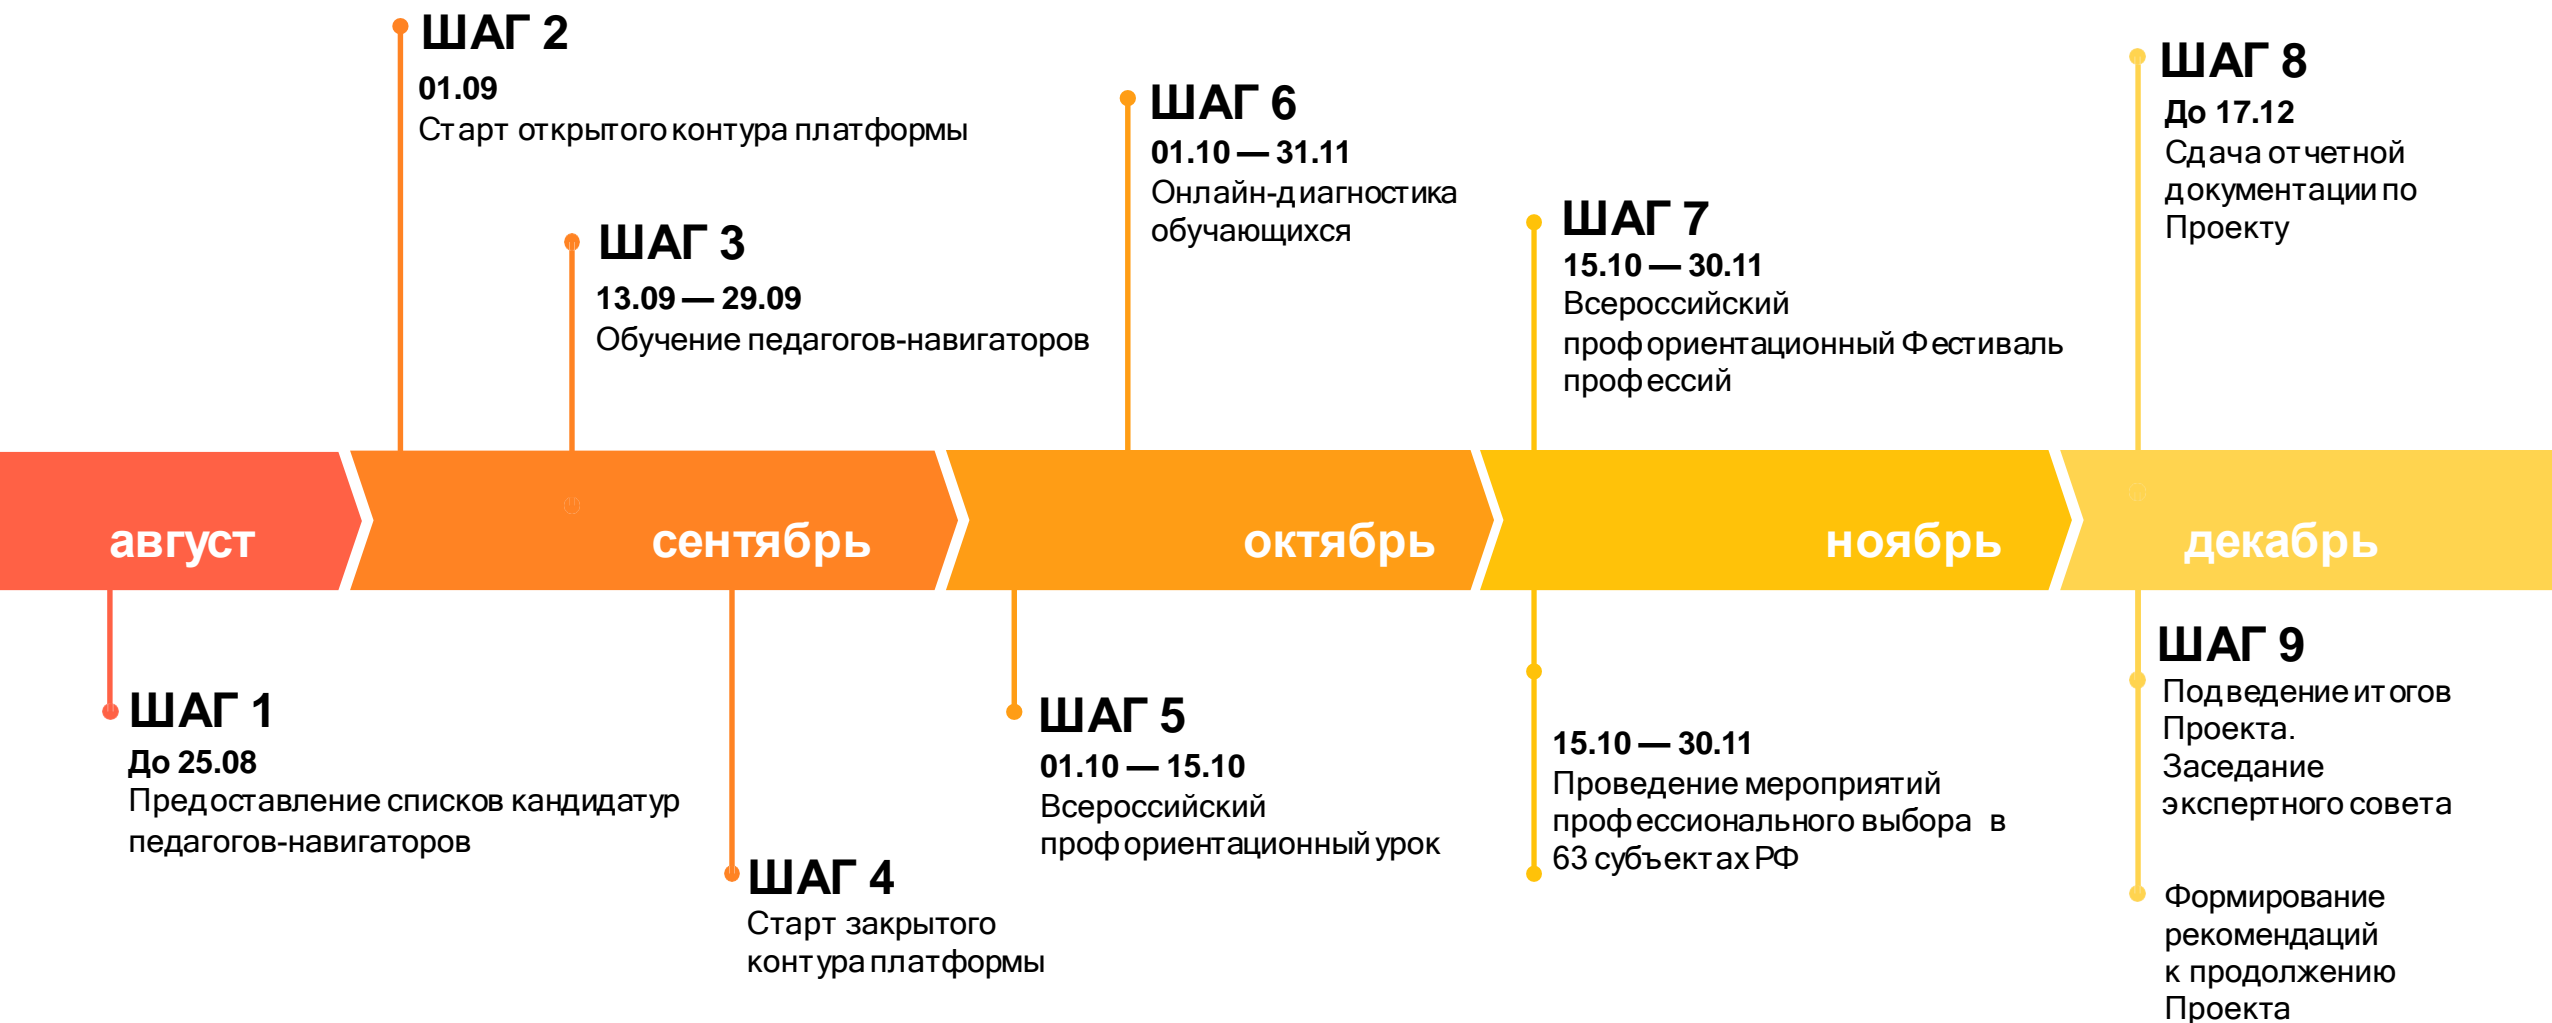 ШАГ 2
01.09
Старт открытого контура платформы
ШАГ 3
13.09 — 29.09
Обучение педагогов-навигаторов
ШАГ 6
01.10 — 31.11
Онлайн-диагностика
обучающихся
ШАГ 7
15.10 — 30.11
Всероссийский
профориентационный Фестиваль
профессий
ШАГ 8
До 17.12
Сдача отчетной
документации по
Проекту
август
сентябрь
октябрь
ноябрь
декабрь
ШАГ 1
До 25.08
Предоставление списков кандидатур
педагогов-навигаторов
ШАГ 4
Старт закрытого
контура платформы
ШАГ 5
01.10 — 15.10
Всероссийский
профориентационный урок
15.10 — 30.11
Проведение мероприятий
профессионального выбора в
63 субъектах РФ
ШАГ 9
Подведение итогов
Проекта.
Заседание
экспертного совета
Формирование
рекомендаций
к продолжению
Проекта